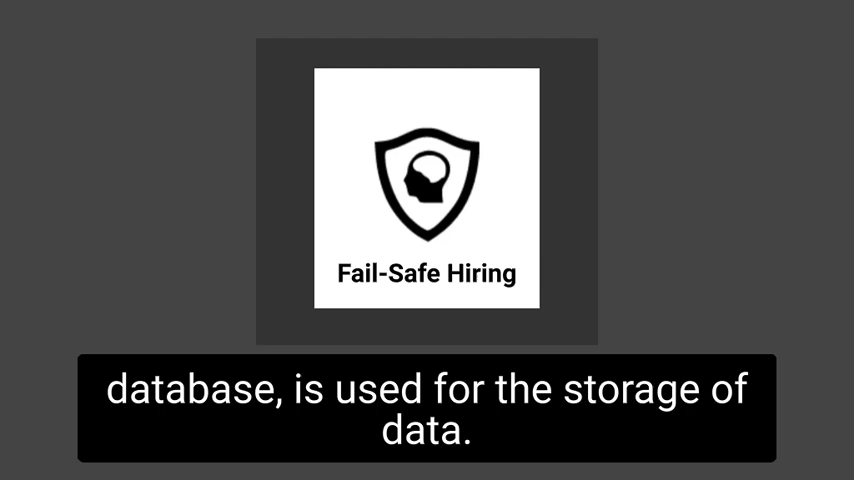 Fail-Safe Hiring
database, is used for the storage of
data.